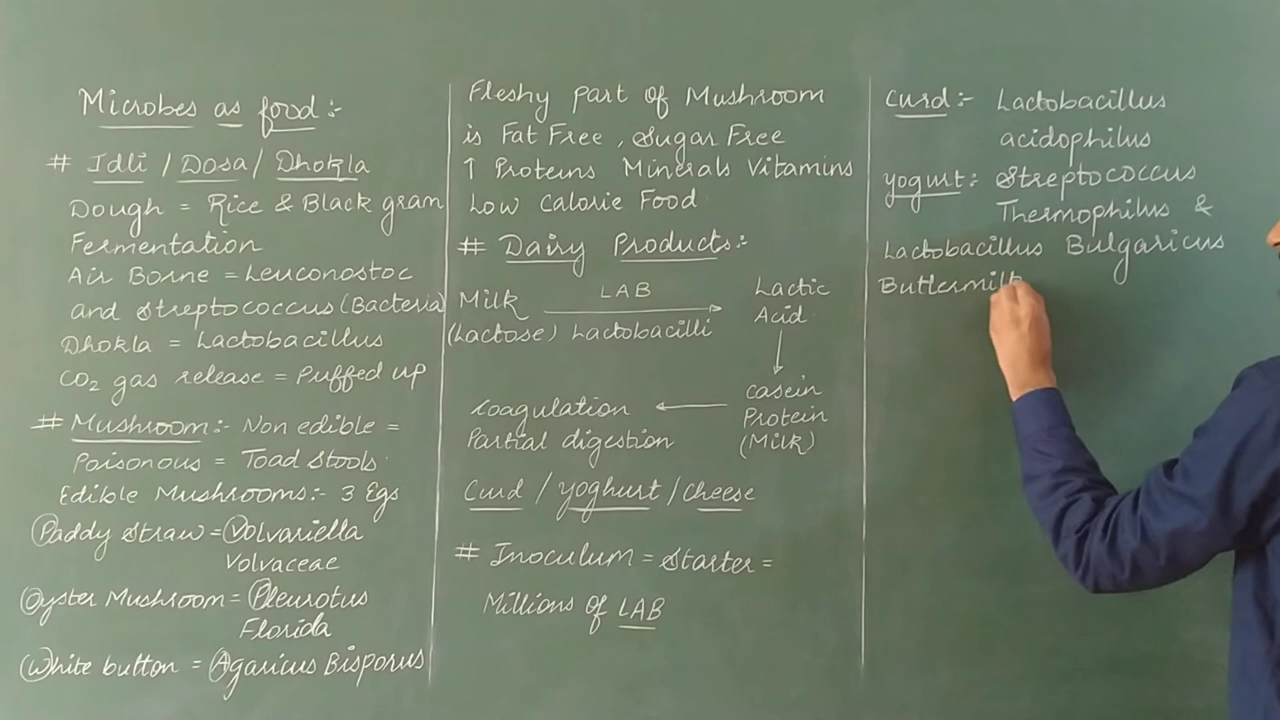 Microbes as food:-
# Idli / Dosa / Dhokla
Dough = Rice & Black gram
Fermentation
Air Borne = Leuconostoc
and Streptococcus (Bacteria)
Dhokla = Lactobacillus
CO2 gas release = Puffed up
# Mushroom:- Non edible =
Poisonous = Toad Stools
Edible Mushrooms:- 3 Egs
Paddy Straw = Volvariella
Volvaceae
Oyster Mushroom = Pleurotus
Florida
White button = Agaricus Bisporus
Fleshy Part of Mushroom
is Fat Free, Sugar Free
↑ Proteins Minerals Vitamins
Low Calorie Food
# Dairy Products:-
Milk LAB → Lactic
(Lactose) Lactobacilli Acid
↓
Casein
Coagulation ← Protein
Partial digestion (Milk)
Curd / Yoghurt / Cheese
# Inoculum = Starter =
Millions of LAB
Curd:- Lactobacillus
acidophilus
Yogurt:- Streptococcus
Thermophilus &
Lactobacillus Bulgaricus
Buttermilk